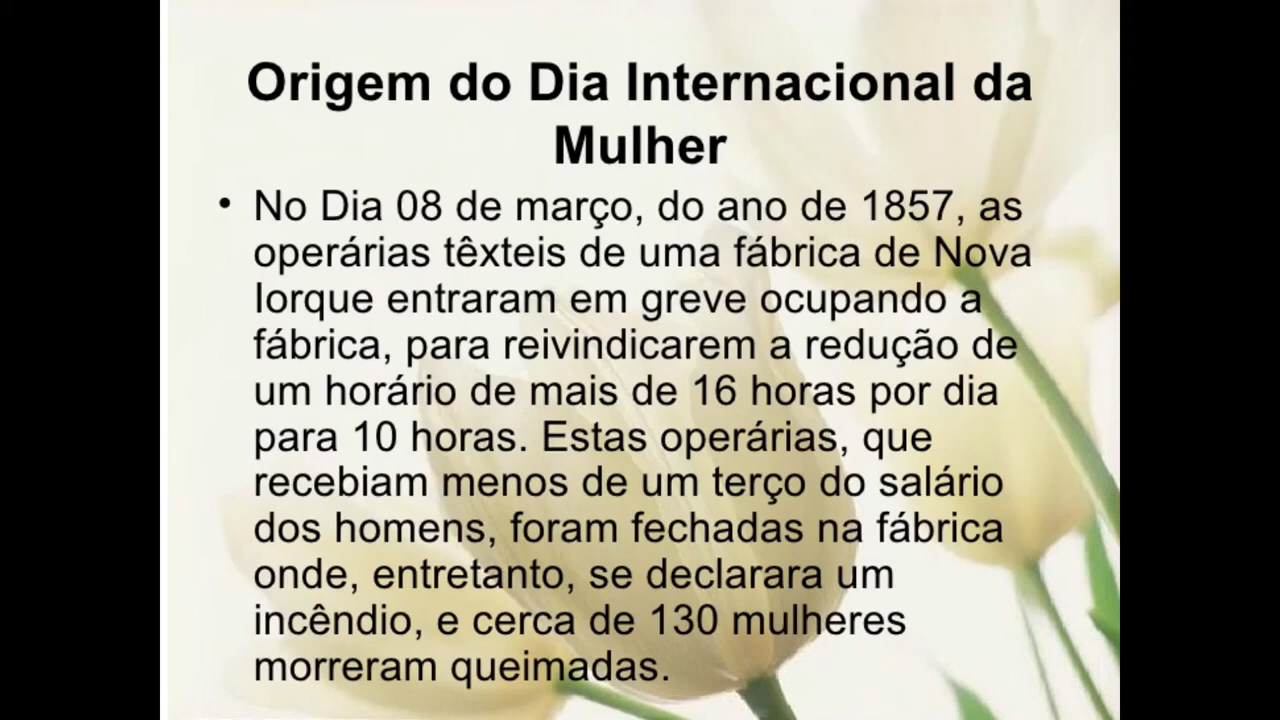 Origem do Dia Internacional da
Mulher
• No Dia 08 de março, do ano de 1857, as
operárias têxteis de uma fábrica de Nova
Iorque entraram em greve ocupando a
fábrica, para reivindicarem a redução de
um horário de mais de 16 horas por dia
para 10 horas. Estas operárias, que
recebiam menos de um terço do salário
dos homens, foram fechadas na fábrica
onde, entretanto, se declarara um
incêndio, e cerca de 130 mulheres
morreram queimadas.